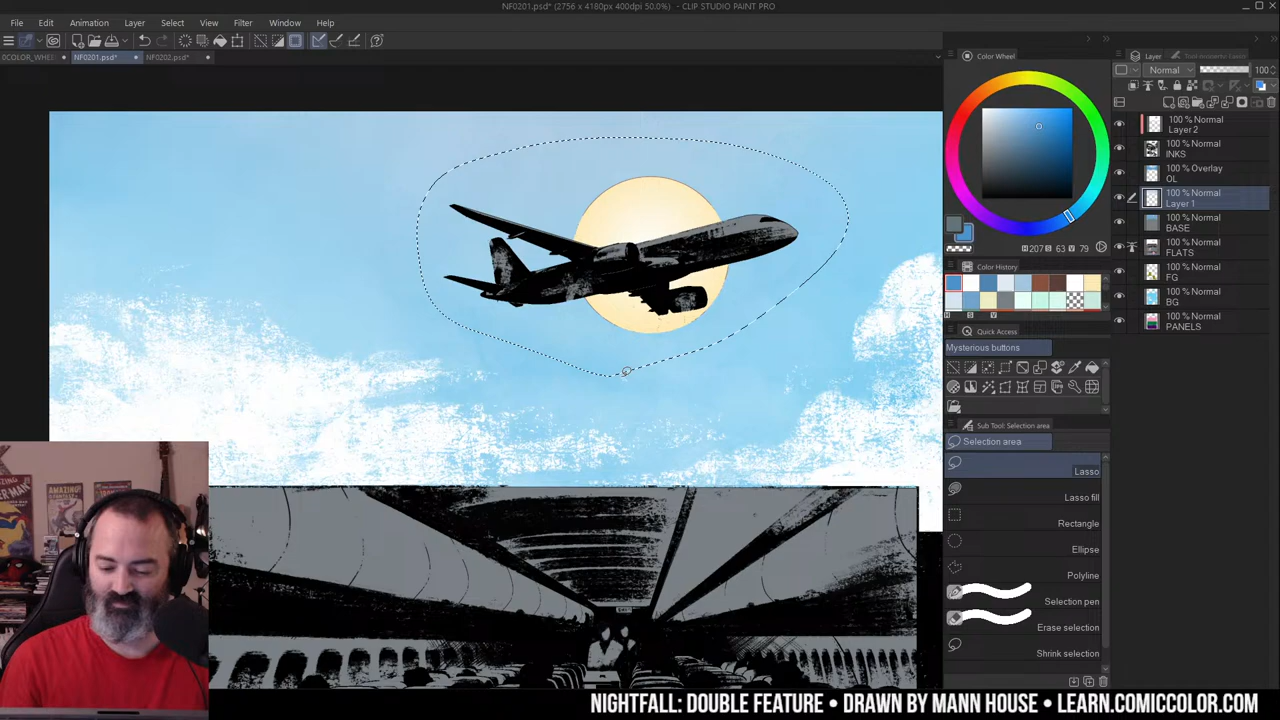 NF0201.psd* (2756 x 4180px 400dpi 50.0%) - CLIP STUDIO PAINT PRO
File Edit Animation Layer Select View Filter Window Help
0COLOR_WHEE NF0201.psd* NF0202.psd*
Color Wheel
H 207 S 63 V 79
Color History
H S V
Quick Access
Mysterious buttons
Sub Tool: Selection area
Selection area
Lasso
Lasso fill
Rectangle
Ellipse
Polyline
Selection pen
Erase selection
Shrink selection
Layer
Normal 100
100 % Normal
Layer 2
100 % Normal
INKS
100 % Overlay
OL
100 % Normal
Layer 1
100 % Normal
BASE
100 % Normal
FLATS
100 % Normal
FG
100 % Normal
BG
100 % Normal
PANELS
NIGHTFALL: DOUBLE FEATURE • DRAWN BY MANN HOUSE • LEARN.COMICCOLOR.COM